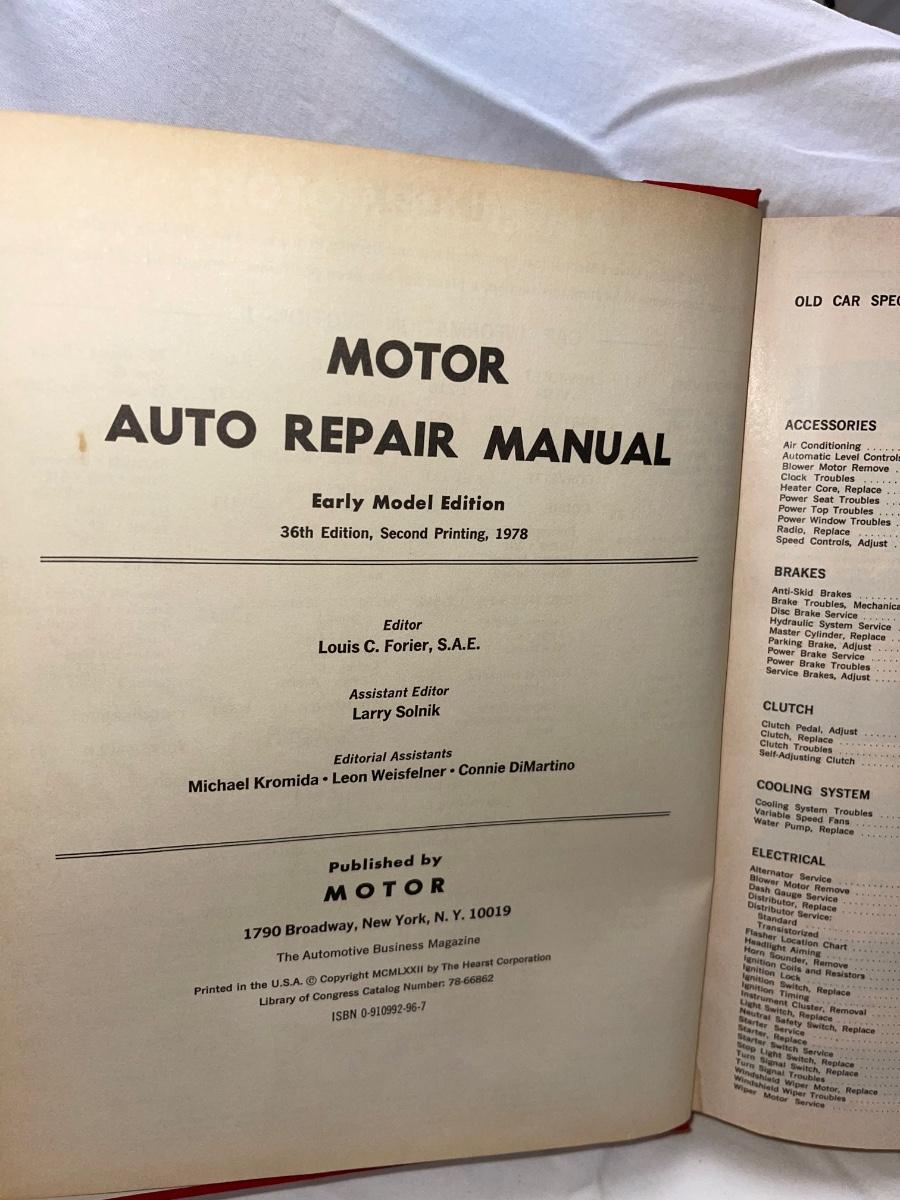 MOTOR
AUTO REPAIR MANUAL
Early Model Edition
36th Edition, Second Printing, 1978
Editor
Louis C. Forier, S.A.E.
Assistant Editor
Larry Solnik
Editorial Assistants
Michael Kromida • Leon Weisfelner • Connie DiMartino
Published by
MOTOR
1790 Broadway, New York, N. Y. 10019
The Automotive Business Magazine
Printed in the U.S.A. © Copyright MCMLXXII by The Hearst Corporation
Library of Congress Catalog Number: 78-66862
ISBN 0-910992-96-7
OLD CAR SPEC
ACCESSORIES
Air Conditioning
Automatic Level Controls
Blower Motor Remove
Clock Troubles
Heater Core, Replace
Power Seat Troubles
Power Top Troubles
Power Window Troubles
Radio, Replace
Speed Controls, Adjust
BRAKES
Anti-Skid Brakes
Brake Troubles, Mechanica
Disc Brake Service
Hydraulic System Service
Master Cylinder, Replace
Parking Brake, Adjust
Power Brake Service
Power Brake Troubles
Service Brakes, Adjust
CLUTCH
Clutch Pedal, Adjust
Clutch, Replace
Clutch Troubles
Self-Adjusting Clutch
COOLING SYSTEM
Cooling System Troubles
Variable Speed Fans
Water Pump, Replace
ELECTRICAL
Alternator Service
Blower Motor Remove
Dash Gauge Service
Distributor, Replace
Distributor Service:
Standard
Transistorized
Flasher Location Chart
Headlight Aiming
Horn Sounder, Remove
Ignition Coils and Resistors
Ignition Lock
Ignition Switch, Replace
Ignition Timing
Instrument Cluster, Removal
Light Switch, Replace
Neutral Safety Switch, Replace
Starter Service
Starter, Replace
Starter Switch Service
Stop Light Switch, Replace
Turn Signal Switch, Replace
Turn Signal Troubles
Windshield Wiper Motor, Replace
Windshield Wiper Troubles
Wiper Motor Service